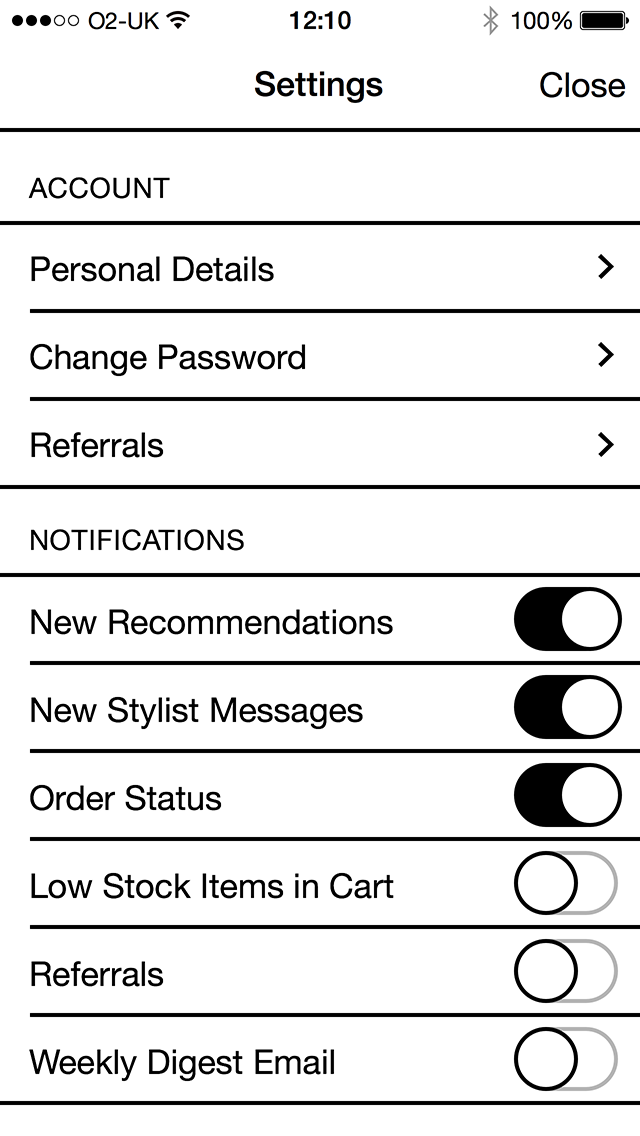 O2-UK 12:10 100%
Settings Close
ACCOUNT
Personal Details
Change Password
Referrals
NOTIFICATIONS
New Recommendations
New Stylist Messages
Order Status
Low Stock Items in Cart
Referrals
Weekly Digest Email